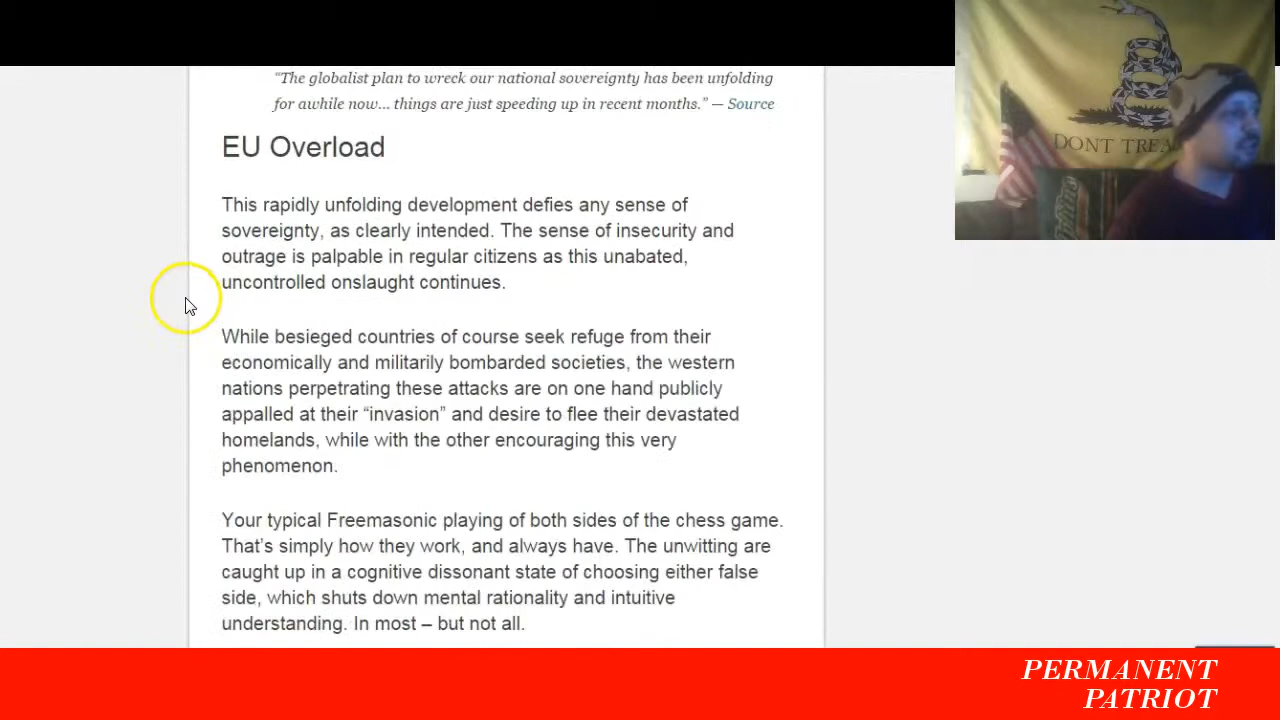 “The globalist plan to wreck our national sovereignty has been unfolding
for awhile now... things are just speeding up in recent months.” — Source
EU Overload
This rapidly unfolding development defies any sense of
sovereignty, as clearly intended. The sense of insecurity and
outrage is palpable in regular citizens as this unabated,
uncontrolled onslaught continues.
While besieged countries of course seek refuge from their
economically and militarily bombarded societies, the western
nations perpetrating these attacks are on one hand publicly
appalled at their “invasion” and desire to flee their devastated
homelands, while with the other encouraging this very
phenomenon.
Your typical Freemasonic playing of both sides of the chess game.
That’s simply how they work, and always have. The unwitting are
caught up in a cognitive dissonant state of choosing either false
side, which shuts down mental rationality and intuitive
understanding. In most – but not all.
DONT TREA
PERMANENT
PATRIOT